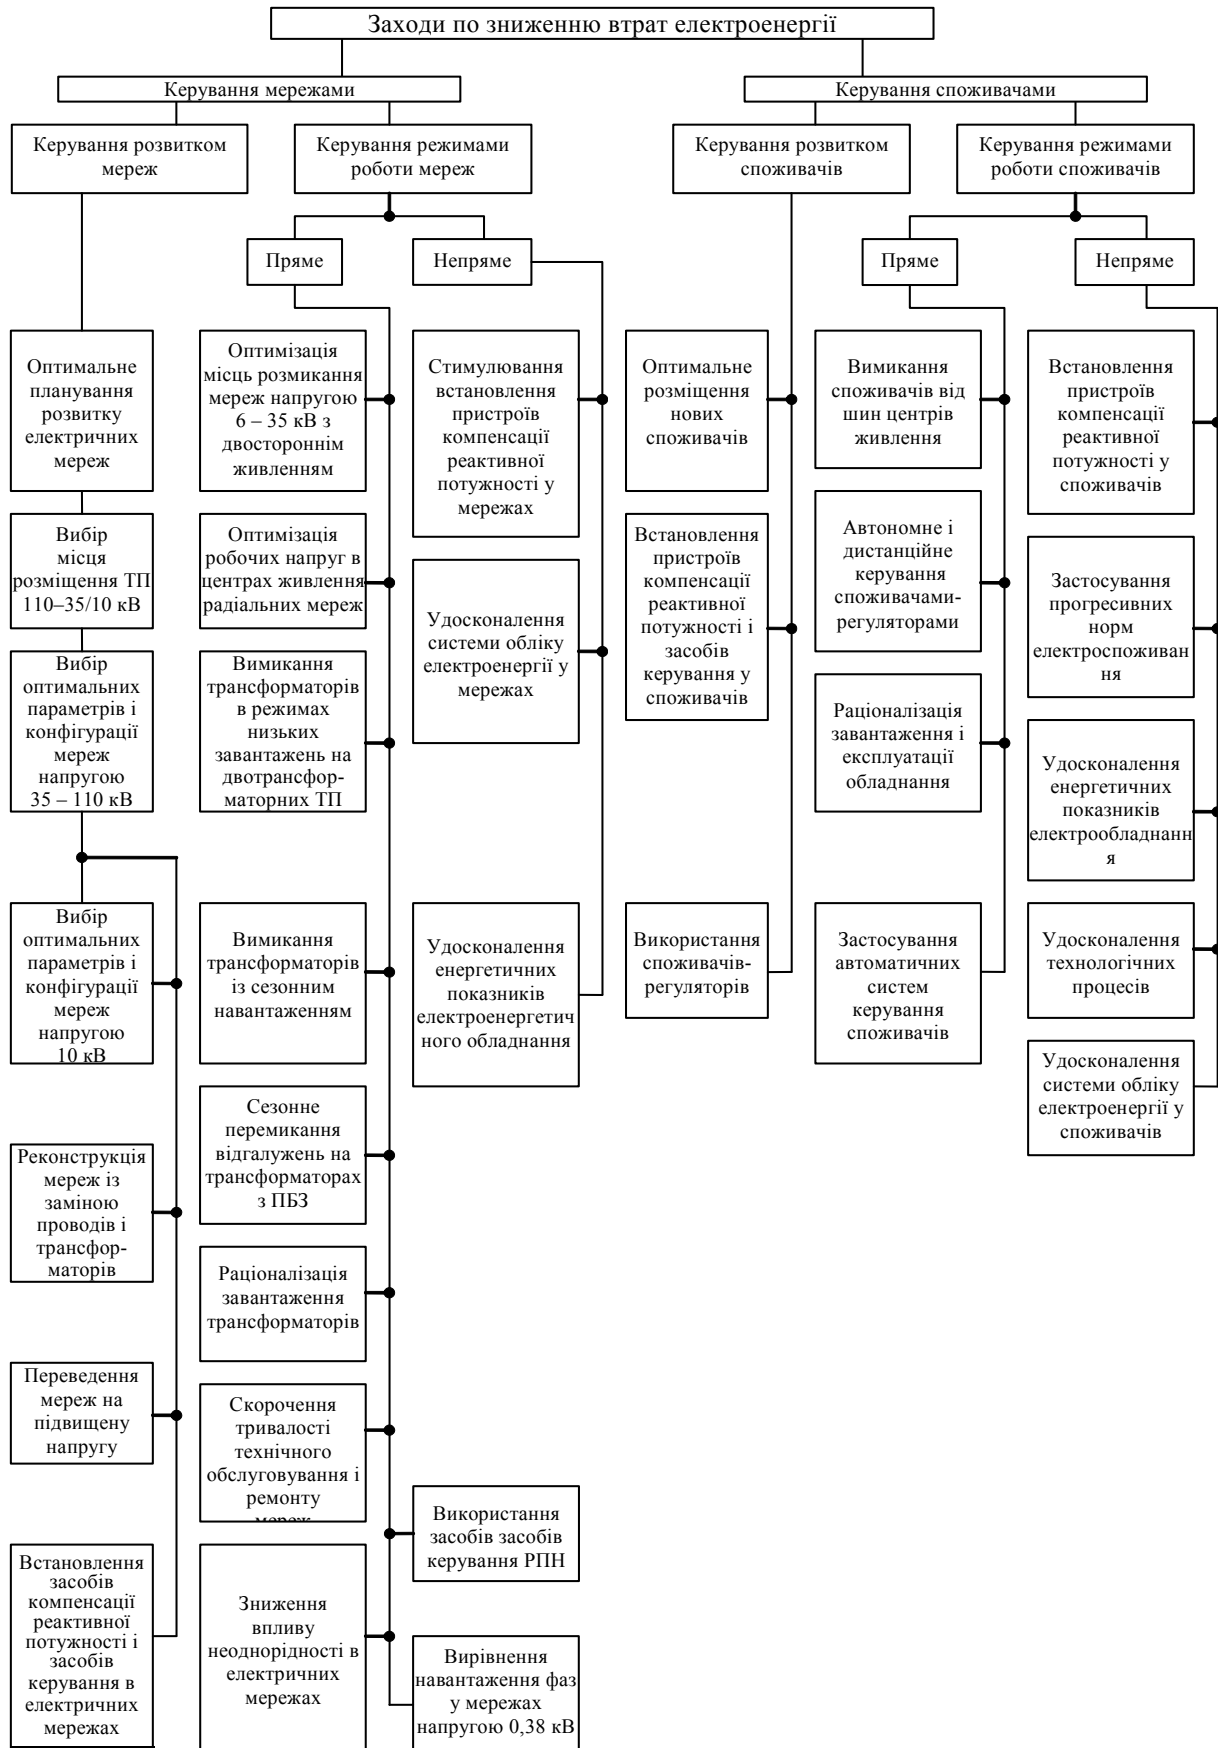 Заходи по зниженню втрат електроенергії
Керування мережами
Керування споживачами
Керування розвитком
мереж
Керування режимами
роботи мереж
Керування розвитком
споживачів
Керування режимами
роботи споживачів
Пряме
Непряме
Пряме
Непряме
Оптимальне
планування
розвитку
електричних
мереж
Вибір
місця
розміщення ТП
110–35/10 кВ
Вибір
оптимальних
параметрів і
конфігурації
мереж
напругою
35 – 110 кВ
Вибір
оптимальних
параметрів і
конфігурації
мереж
напругою
10 кВ
Реконструкція
мереж із
заміною
проводів і
трансфор-
маторів
Переведення
мереж на
підвищену
напругу
Встановлення
засобів
компенсації
реактивної
потужності і
засобів
керування в
електричних
мережах
Оптимізація
місць розмикання
мереж напругою
6 – 35 кВ з
двостороннім
живленням
Оптимізація
робочих напруг в
центрах живлення
радіальних мереж
Вимикання
трансформаторів
в режимах
низьких
завантажень на
двотрансфор-
маторних ТП
Вимикання
трансформаторів
із сезонним
навантаженням
Сезонне
перемикання
відгалужень на
трансформаторах
з ПБЗ
Раціоналізація
завантаження
трансформаторів
Скорочення
тривалості
технічного
обслуговування і
ремонту
мереж
Зниження
впливу
неоднорідності в
електричних
мережах
Використання
засобів засобів
керування РПН
Вирівнення
навантаження фаз
у мережах
напругою 0,38 кВ
Стимулювання
встановлення
пристроїв
компенсації
реактивної
потужності у
мережах
Удосконалення
системи обліку
електроенергії у
мережах
Удосконалення
енергетичних
показників
електроенергетич
ного обладнання
Оптимальне
розміщення
нових
споживачів
Встановлення
пристроїв
компенсації
реактивної
потужності і
засобів
керування у
споживачів
Використання
споживачів-
регуляторів
Вимикання
споживачів від
шин центрів
живлення
Автономне і
дистанційне
керування
споживачами-
регуляторами
Раціоналізація
завантаження і
експлуатації
обладнання
Застосування
автоматичних
систем
керування
споживачів
Встановлення
пристроїв
компенсації
реактивної
потужності у
споживачів
Застосування
прогресивних
норм
електроспоживан
ня
Удосконалення
енергетичних
показників
електрообладнанн
я
Удосконалення
технологічних
процесів
Удосконалення
системи обліку
електроенергії у
споживачів